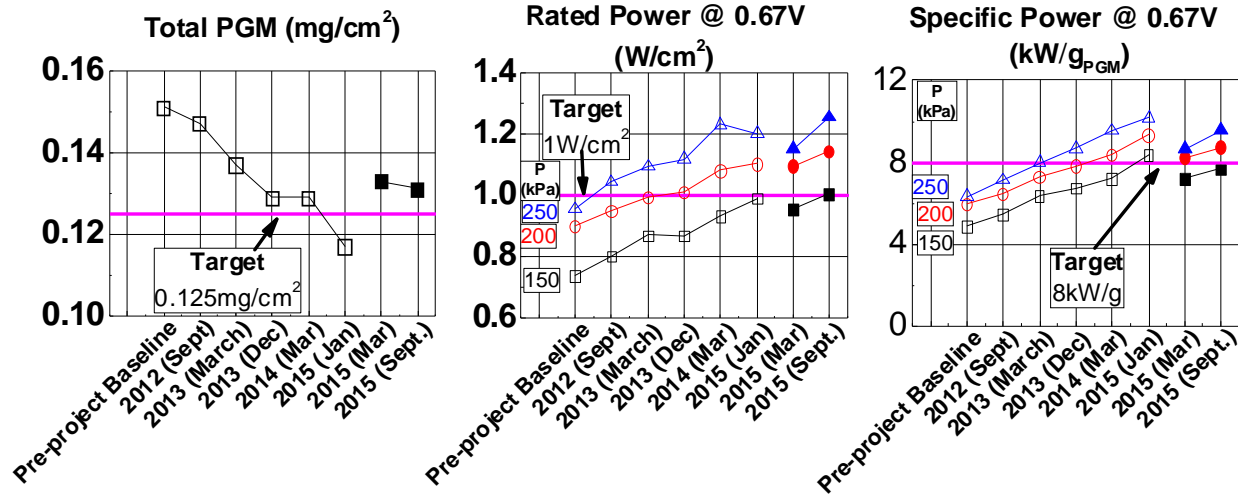 Total PGM (mg/cm²)
0.16
0.14
0.12
0.10
Target
0.125mg/cm²
Pre-project Baseline
2012 (Sept)
2013 (March)
2013 (Dec)
2014 (Mar)
2015 (Jan)
2015 (Mar)
2015 (Sept.)
Rated Power @ 0.67V
(W/cm²)
1.4
1.2
1.0
0.8
0.6
Target
1W/cm²
P
(kPa)
250
200
150
Pre-project Baseline
2012 (Sept)
2013 (March)
2013 (Dec)
2014 (Mar)
2015 (Jan)
2015 (Mar)
2015 (Sept.)
Specific Power @ 0.67V
(kW/gPGM)
12
8
4
0
P
(kPa)
250
200
150
Target
8kW/g
Pre-project Baseline
2012 (Sept)
2013 (March)
2013 (Dec)
2014 (Mar)
2015 (Jan)
2015 (Mar)
2015 (Sept.)